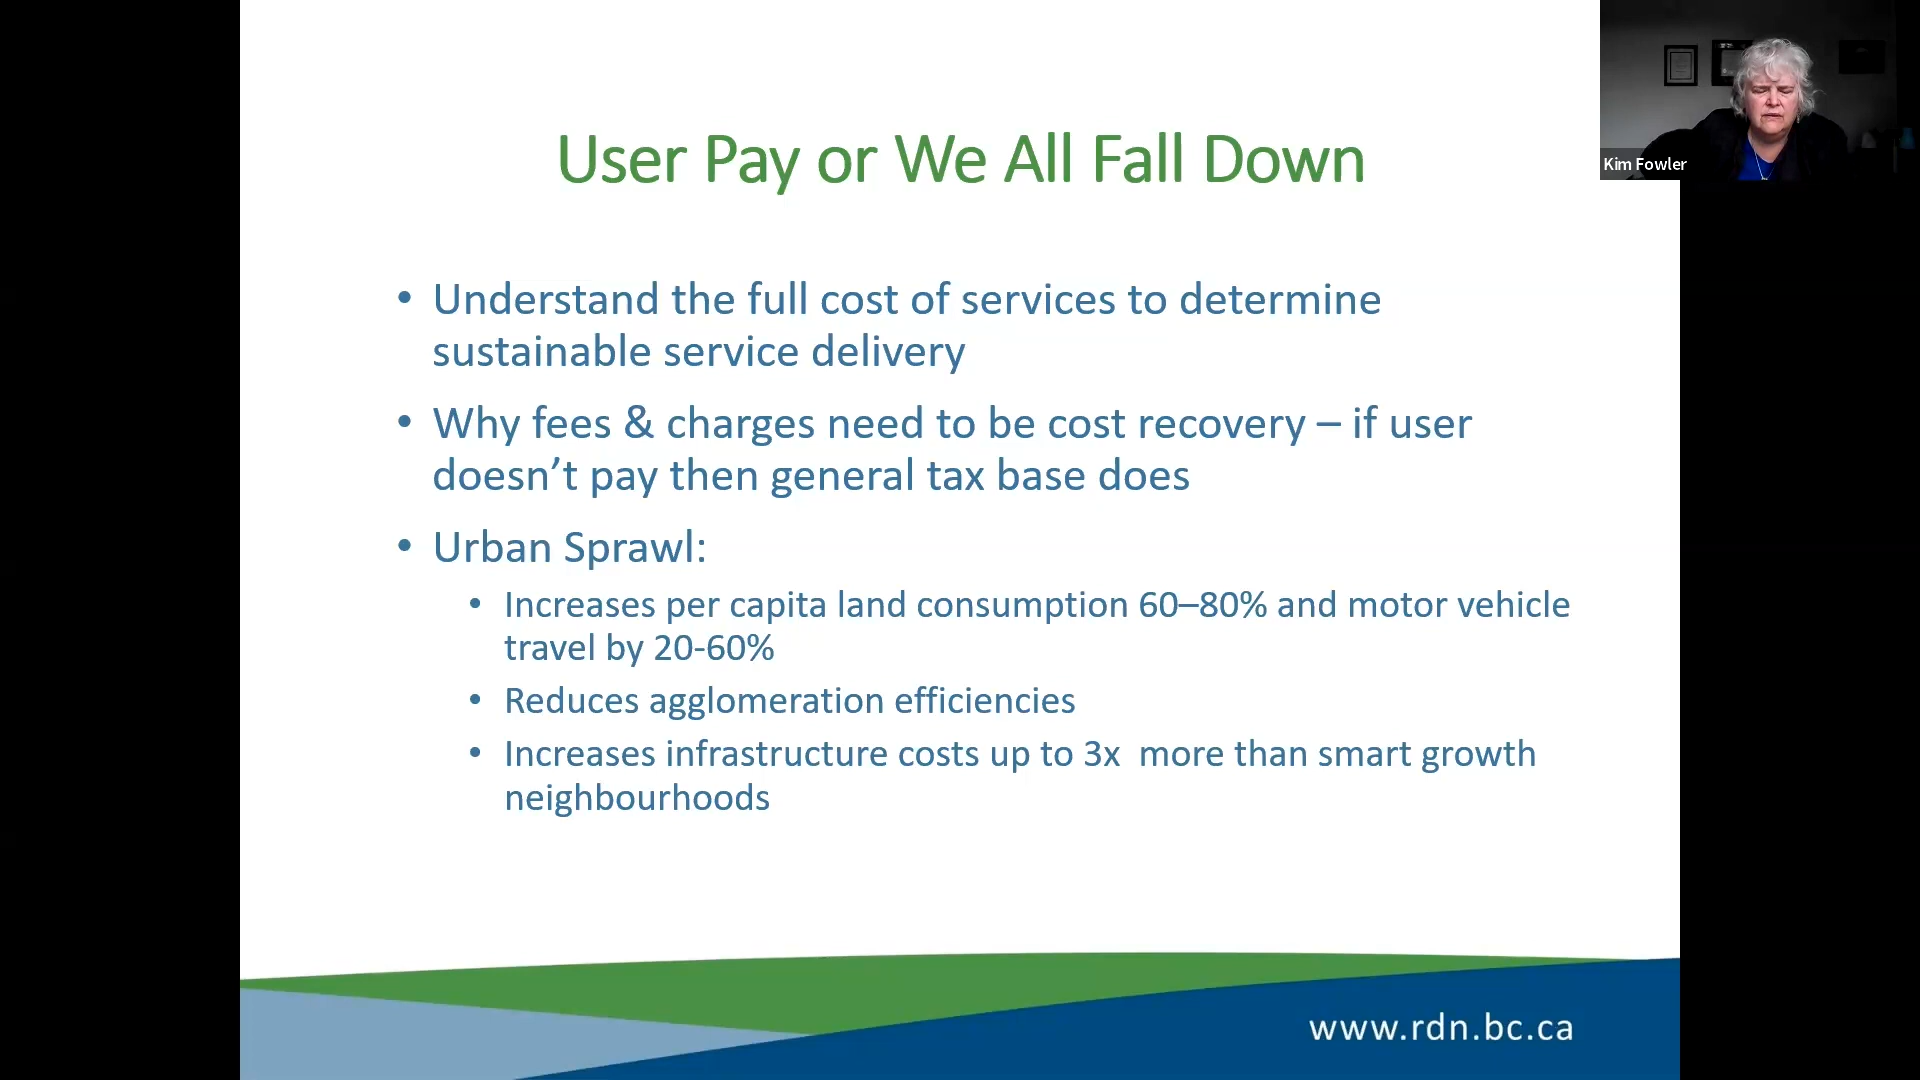 User Pay or We All Fall Down
Kim Fowler
• Understand the full cost of services to determine
sustainable service delivery
• Why fees & charges need to be cost recovery – if user
doesn’t pay then general tax base does
• Urban Sprawl:
• Increases per capita land consumption 60–80% and motor vehicle
travel by 20-60%
• Reduces agglomeration efficiencies
• Increases infrastructure costs up to 3x  more than smart growth
neighbourhoods
www.rdn.bc.ca